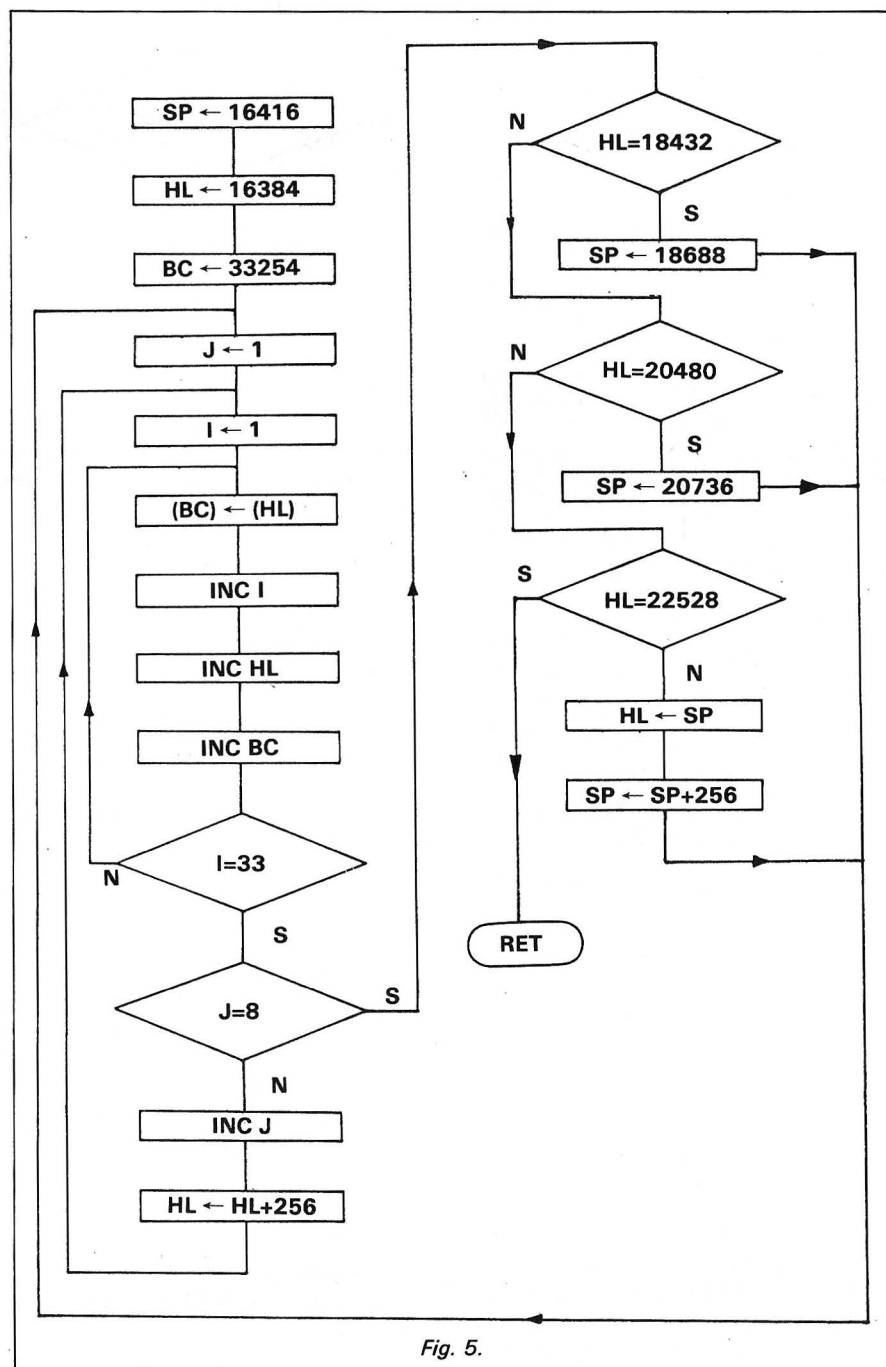 SP ← 16416
HL ← 16384
BC ← 33254
J ← 1
I ← 1
(BC) ← (HL)
INC I
INC HL
INC BC
I=33
N
S
J=8
S
N
INC J
HL ← HL+256
HL=18432
N
S
SP ← 18688
HL=20480
N
S
SP ← 20736
HL=22528
S
N
HL ← SP
SP ← SP+256
RET
Fig. 5.